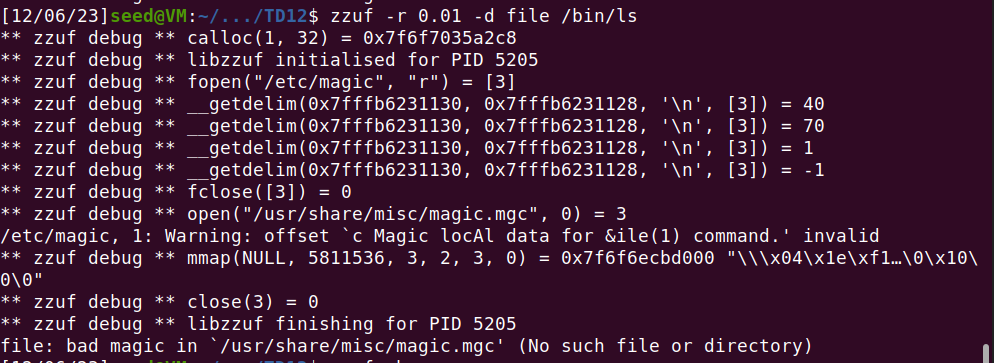 [12/06/23]seed@VM:~/.../TD12$ zzuf -r 0.01 -d file /bin/ls
** zzuf debug ** calloc(1, 32) = 0x7f6f7035a2c8
** zzuf debug ** libzzuf initialised for PID 5205
** zzuf debug ** fopen("/etc/magic", "r") = [3]
** zzuf debug ** __getdelim(0x7fffb6231130, 0x7fffb6231128, '\n', [3]) = 40
** zzuf debug ** __getdelim(0x7fffb6231130, 0x7fffb6231128, '\n', [3]) = 70
** zzuf debug ** __getdelim(0x7fffb6231130, 0x7fffb6231128, '\n', [3]) = 1
** zzuf debug ** __getdelim(0x7fffb6231130, 0x7fffb6231128, '\n', [3]) = -1
** zzuf debug ** fclose([3]) = 0
** zzuf debug ** open("/usr/share/misc/magic.mgc", 0) = 3
/etc/magic, 1: Warning: offset `c Magic locAl data for &ile(1) command.' invalid
** zzuf debug ** mmap(NULL, 5811536, 3, 2, 3, 0) = 0x7f6f6ecbd000 "\\\x04\x1e\xf1…\0\x10\
0\0"
** zzuf debug ** close(3) = 0
** zzuf debug ** libzzuf finishing for PID 5205
file: bad magic in `/usr/share/misc/magic.mgc' (No such file or directory)